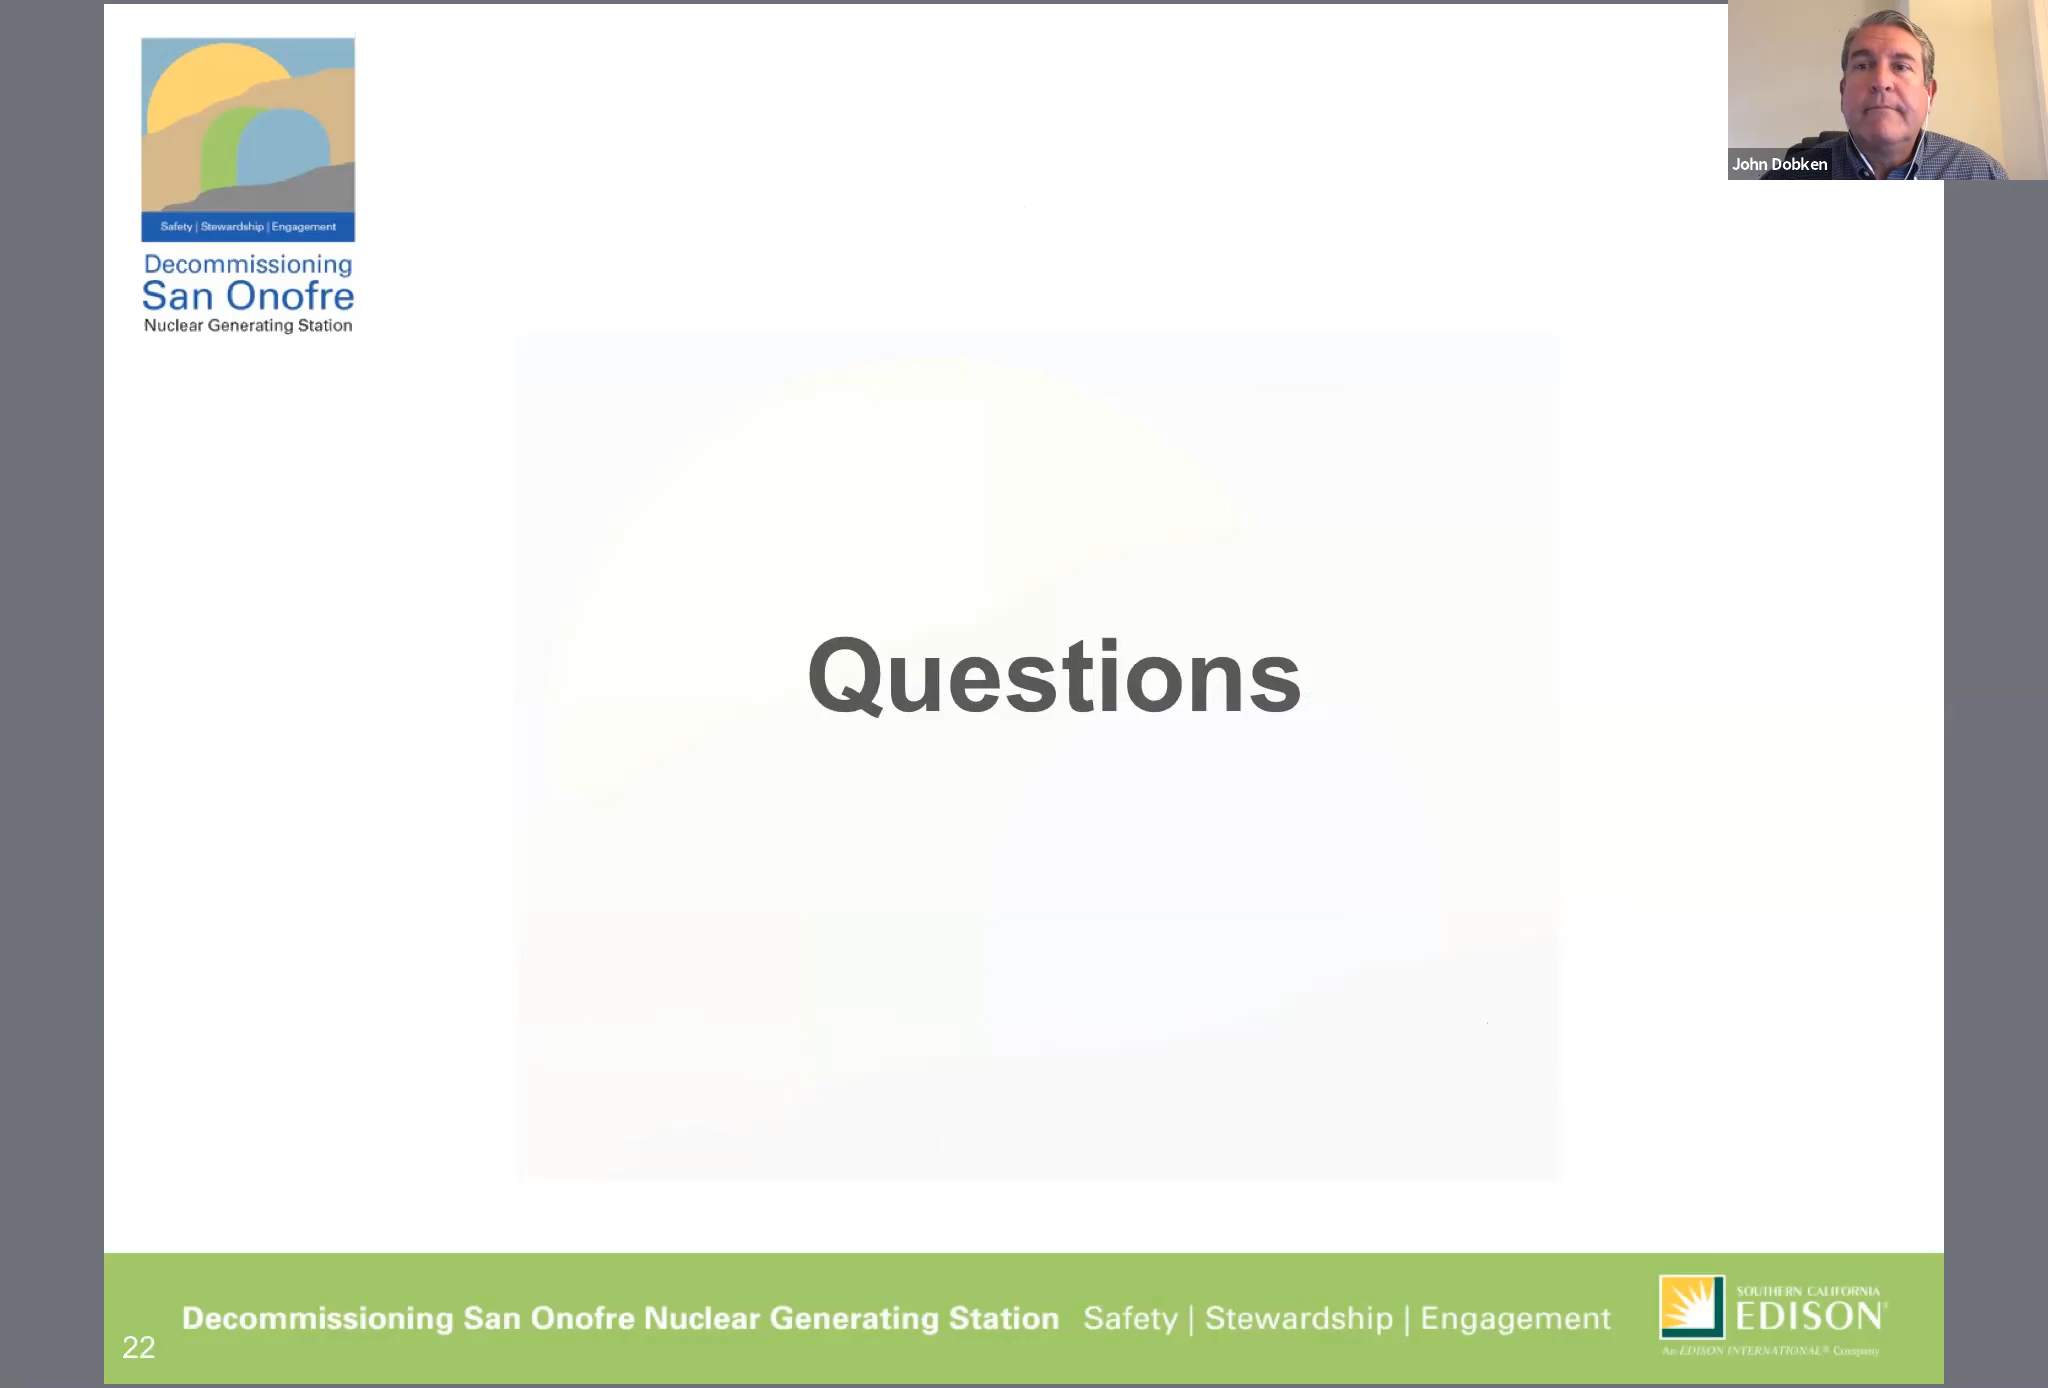 John Dobken
Safety | Stewardship | Engagement
Decommissioning
San Onofre
Nuclear Generating Station
Questions
Decommissioning San Onofre Nuclear Generating Station Safety | Stewardship | Engagement
SOUTHERN CALIFORNIA
EDISON®
An EDISON INTERNATIONAL® Company
22